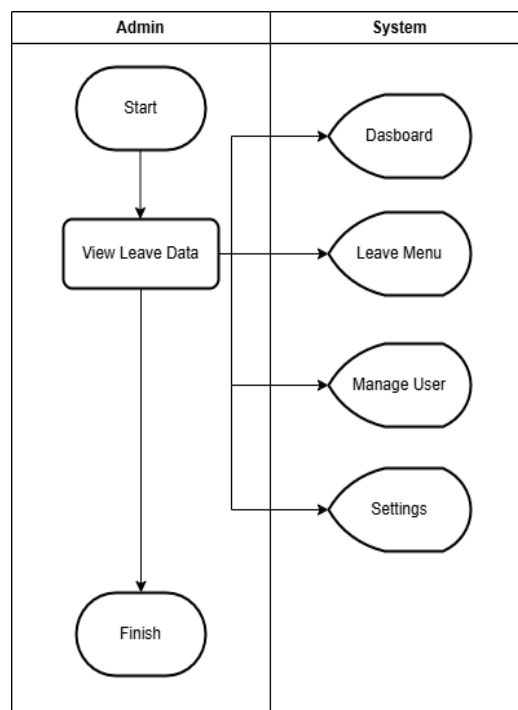 Admin
System
Start
Dasboard
View Leave Data
Leave Menu
Manage User
Settings
Finish